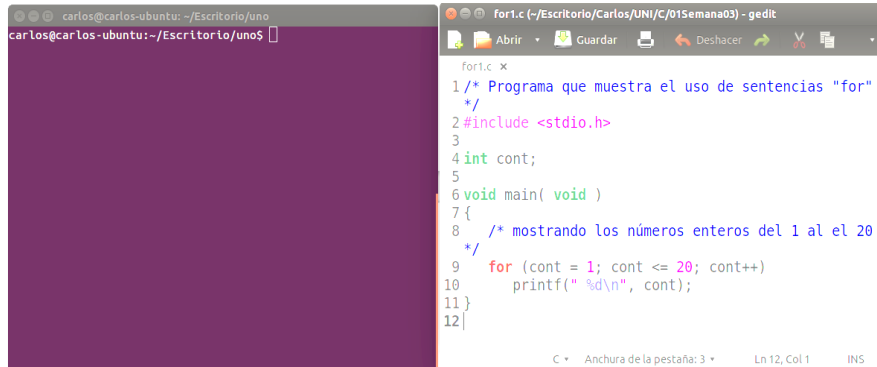 carlos@carlos-ubuntu: ~/Escritorio/uno
carlos@carlos-ubuntu:~/Escritorio/uno$
for1.c (~/Escritorio/Carlos/UNI/C/01Semana03) - gedit
Abrir Guardar Deshacer
for1.c ×
1 /* Programa que muestra el uso de sentencias "for"
*/
2 #include <stdio.h>
3
4 int cont;
5
6 void main( void )
7 {
8 /* mostrando los números enteros del 1 al el 20
*/
9 for (cont = 1; cont <= 20; cont++)
10 printf(" %d\n", cont);
11 }
12
C Anchura de la pestaña: 3 Ln 12, Col 1 INS